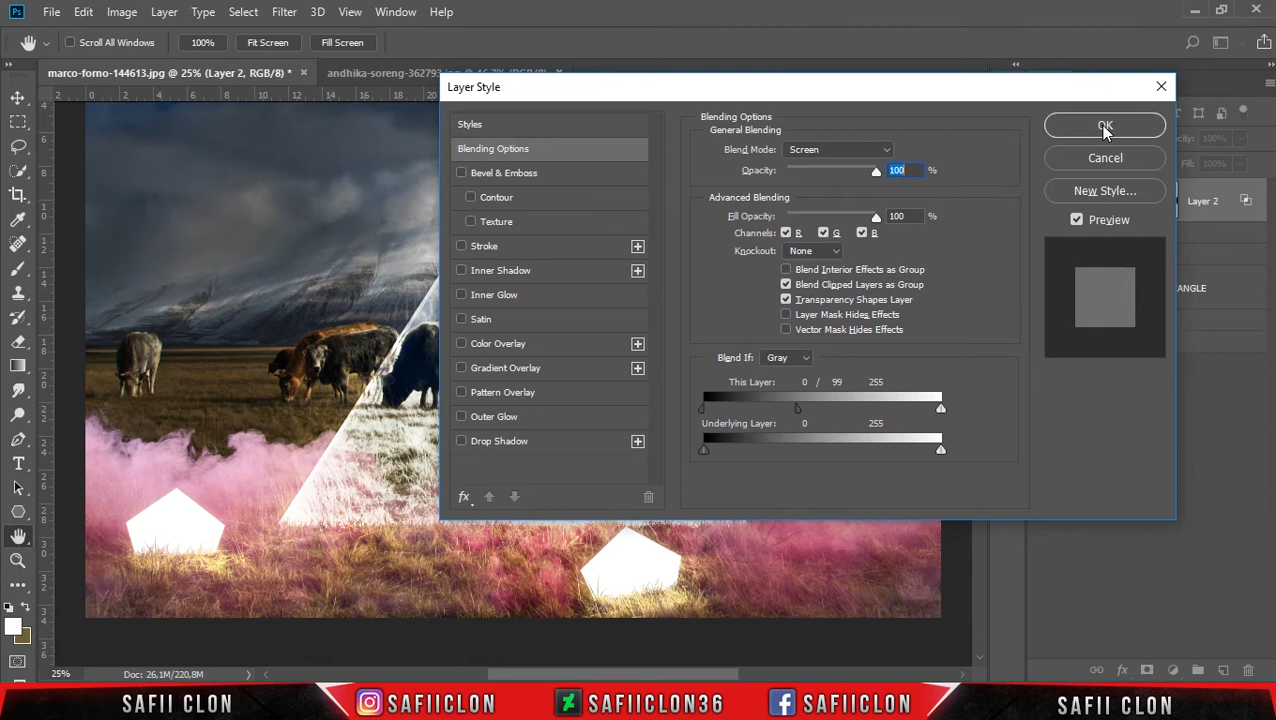 Ps File Edit Image Layer Type Select Filter 3D View Window Help
Scroll All Windows 100% Fit Screen Fill Screen
marco-forno-144613.jpg @ 25% (Layer 2, RGB/8) *
Layer Style
Styles
Blending Options
Bevel & Emboss
Contour
Texture
Stroke
Inner Shadow
Inner Glow
Satin
Color Overlay
Gradient Overlay
Pattern Overlay
Outer Glow
Drop Shadow
fx
Blending Options
General Blending
Blend Mode: Screen
Opacity: 100 %
Advanced Blending
Fill Opacity: 100 %
Channels: R G B
Knockout: None
Blend Interior Effects as Group
Blend Clipped Layers as Group
Transparency Shapes Layer
Layer Mask Hides Effects
Vector Mask Hides Effects
Blend If: Gray
This Layer: 0 / 99 255
Underlying Layer: 0 255
OK
Cancel
New Style...
Preview
100%
Fill: 100%
Layer 2
ANGLE
25% Doc: 26,1M/220,8M
SAFII CLON SAFIICLON SAFIICLON36 SAFIICLON SAFII CLON